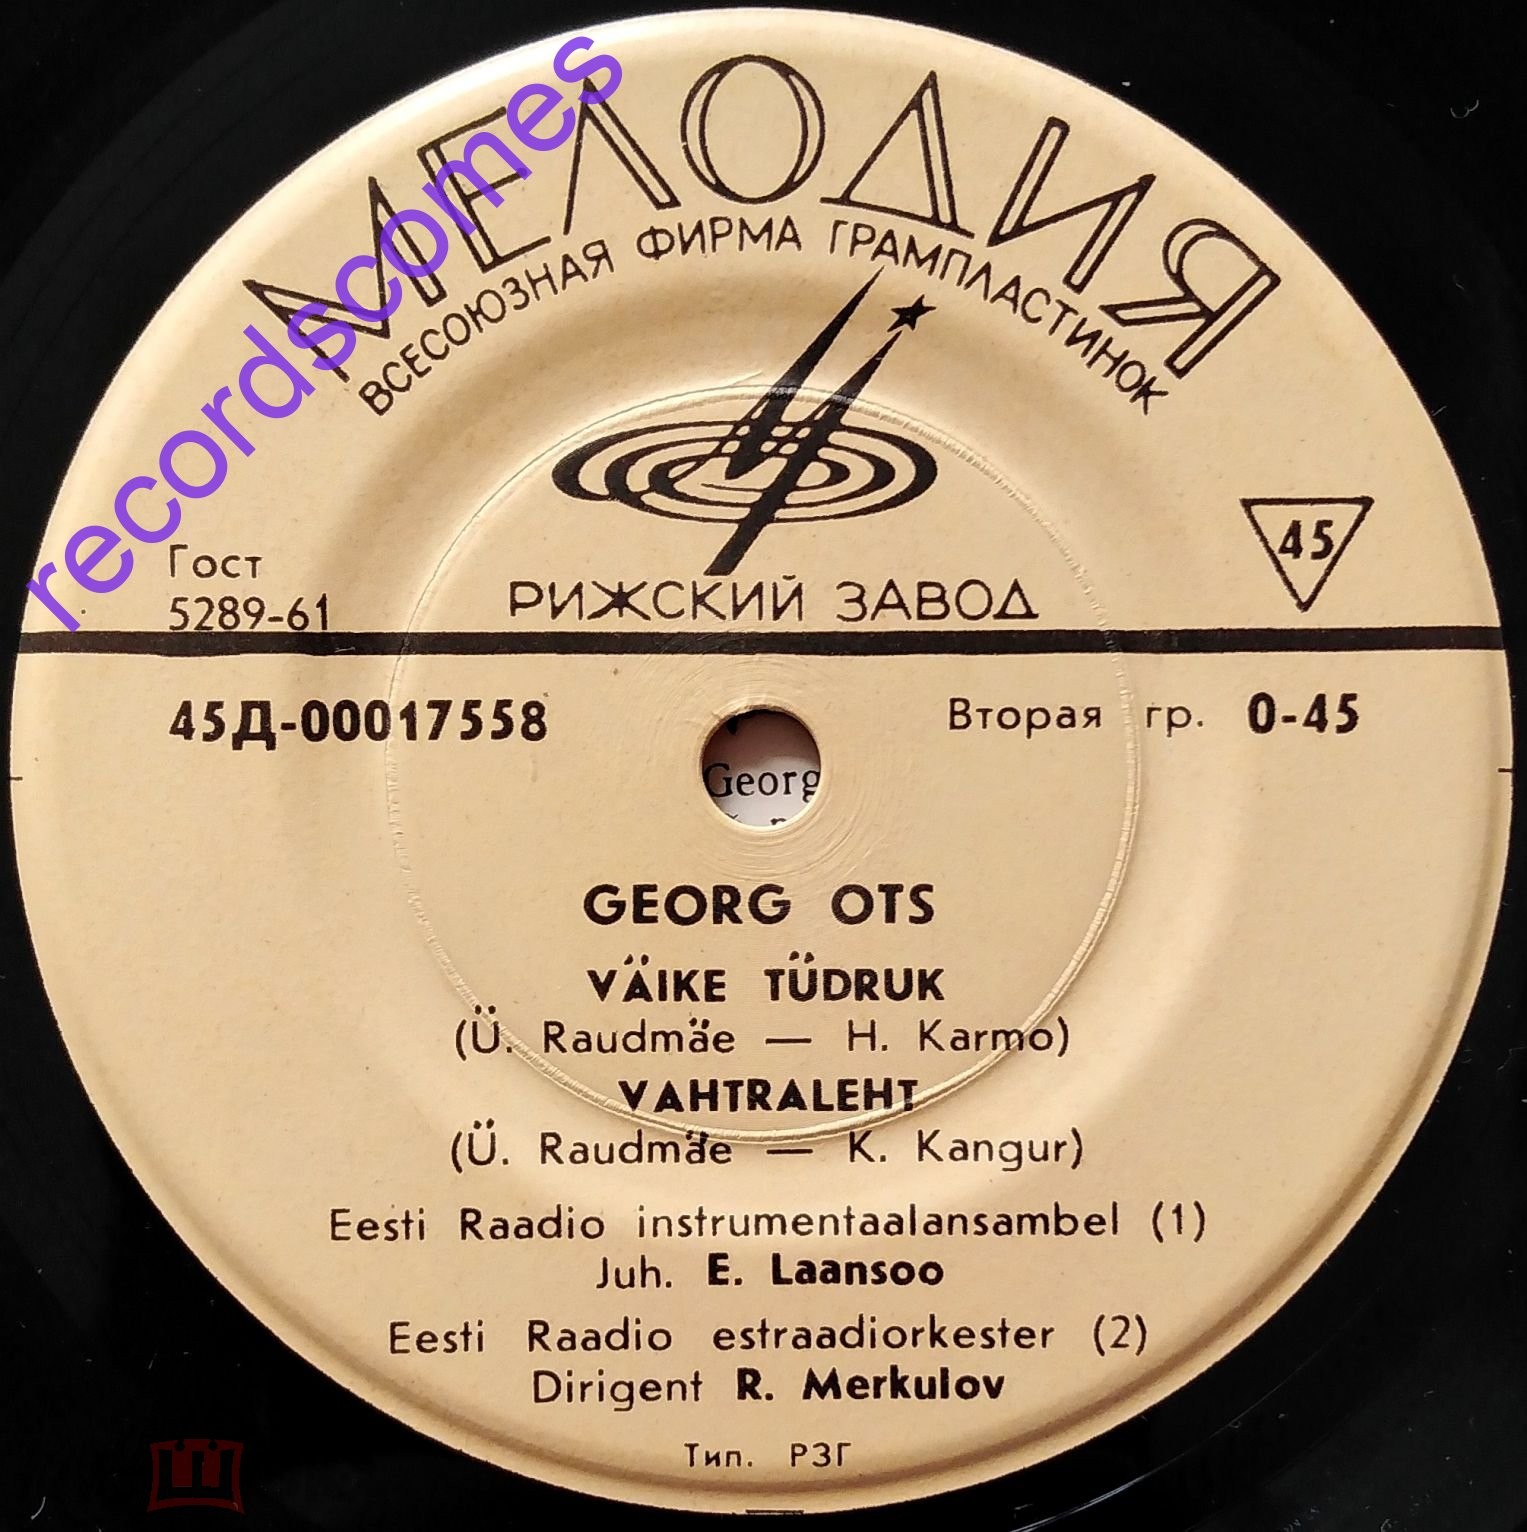 МЕЛОДИЯ
ВСЕСОЮЗНАЯ ФИРМА ГРАМПЛАСТИНОК
recordscomes
Гост
5289-61
РИЖСКИЙ ЗАВОД
45
45Д-00017558
Вторая гр. 0-45
Georg
GEORG OTS
VÄIKE TÜDRUK
(Ü. Raudmäe — H. Karmo)
VAHTRALEHT
(Ü. Raudmäe — K. Kangur)
Eesti Raadio instrumentaalansambel (1)
Juh. E. Laansoo
Eesti Raadio estraadiorkester (2)
Dirigent R. Merkulov
Тип. РЗГ